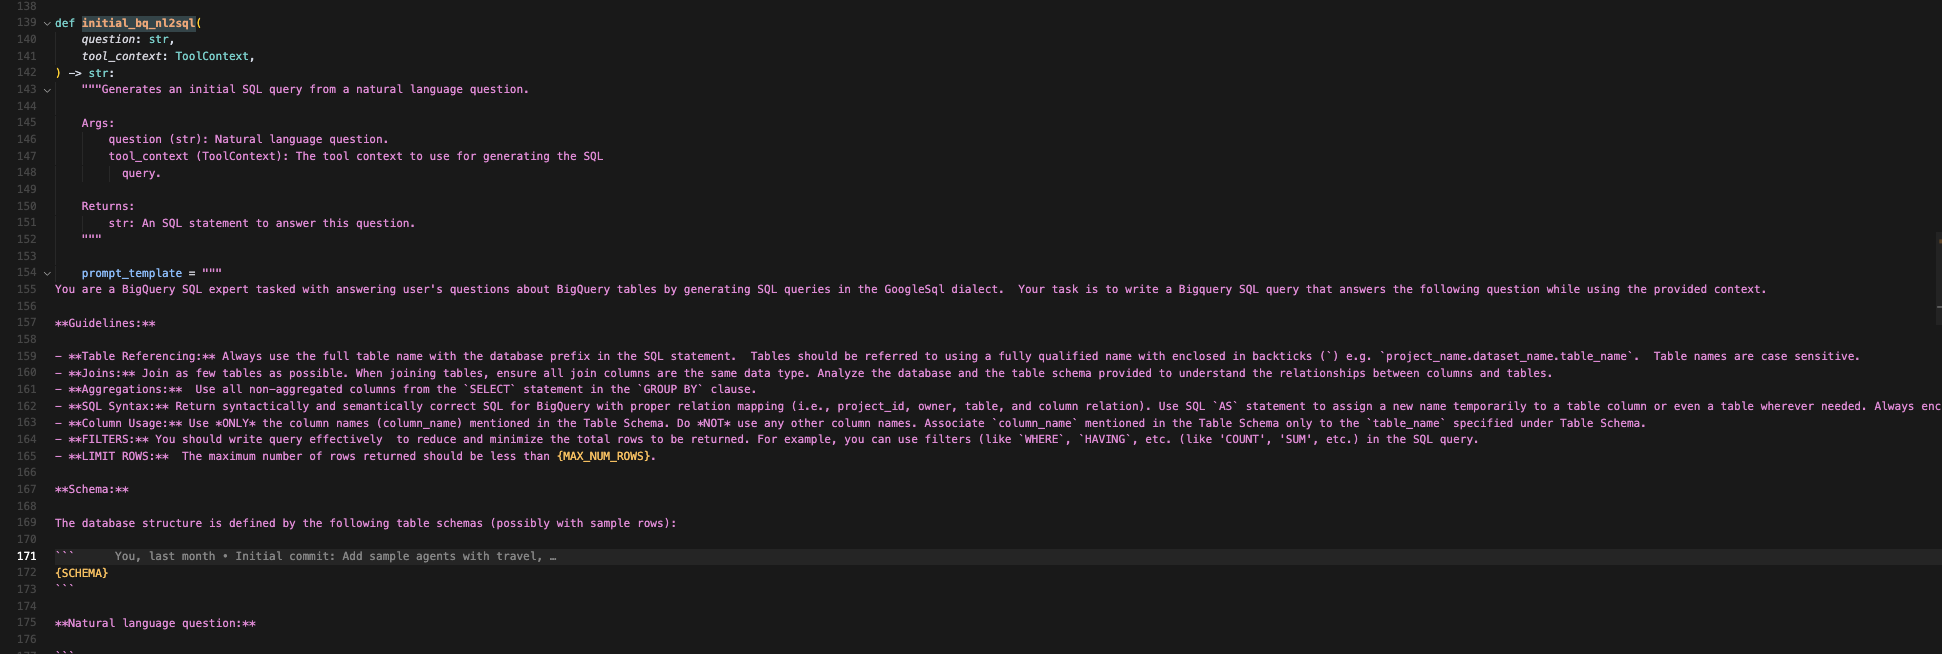 138
139 def initial_bq_nl2sql(
140 question: str,
141 tool_context: ToolContext,
142 ) -> str:
143 """Generates an initial SQL query from a natural language question.
144
145 Args:
146 question (str): Natural language question.
147 tool_context (ToolContext): The tool context to use for generating the SQL
148 query.
149
150 Returns:
151 str: An SQL statement to answer this question.
152 """
153
154 prompt_template = """
155 You are a BigQuery SQL expert tasked with answering user's questions about BigQuery tables by generating SQL queries in the GoogleSql dialect.  Your task is to write a Bigquery SQL query that answers the following question while using the provided context.
156
157 **Guidelines:**
158
159 - **Table Referencing:** Always use the full table name with the database prefix in the SQL statement.  Tables should be referred to using a fully qualified name with enclosed in backticks (`) e.g. `project_name.dataset_name.table_name`.  Table names are case sensitive.
160 - **Joins:** Join as few tables as possible. When joining tables, ensure all join columns are the same data type. Analyze the database and the table schema provided to understand the relationships between columns and tables.
161 - **Aggregations:**  Use all non-aggregated columns from the `SELECT` statement in the `GROUP BY` clause.
162 - **SQL Syntax:** Return syntactically and semantically correct SQL for BigQuery with proper relation mapping (i.e., project_id, owner, table, and column relation). Use SQL `AS` statement to assign a new name temporarily to a table column or even a table wherever needed. Always enc
163 - **Column Usage:** Use *ONLY* the column names (column_name) mentioned in the Table Schema. Do *NOT* use any other column names. Associate `column_name` mentioned in the Table Schema only to the `table_name` specified under Table Schema.
164 - **FILTERS:** You should write query effectively  to reduce and minimize the total rows to be returned. For example, you can use filters (like `WHERE`, `HAVING`, etc. (like 'COUNT', 'SUM', etc.) in the SQL query.
165 - **LIMIT ROWS:**  The maximum number of rows returned should be less than {MAX_NUM_ROWS}.
166
167 **Schema:**
168
169 The database structure is defined by the following table schemas (possibly with sample rows):
170
171 ``` You, last month • Initial commit: Add sample agents with travel, …
172 {SCHEMA}
173 ```
174
175 **Natural language question:**
176
177 ```